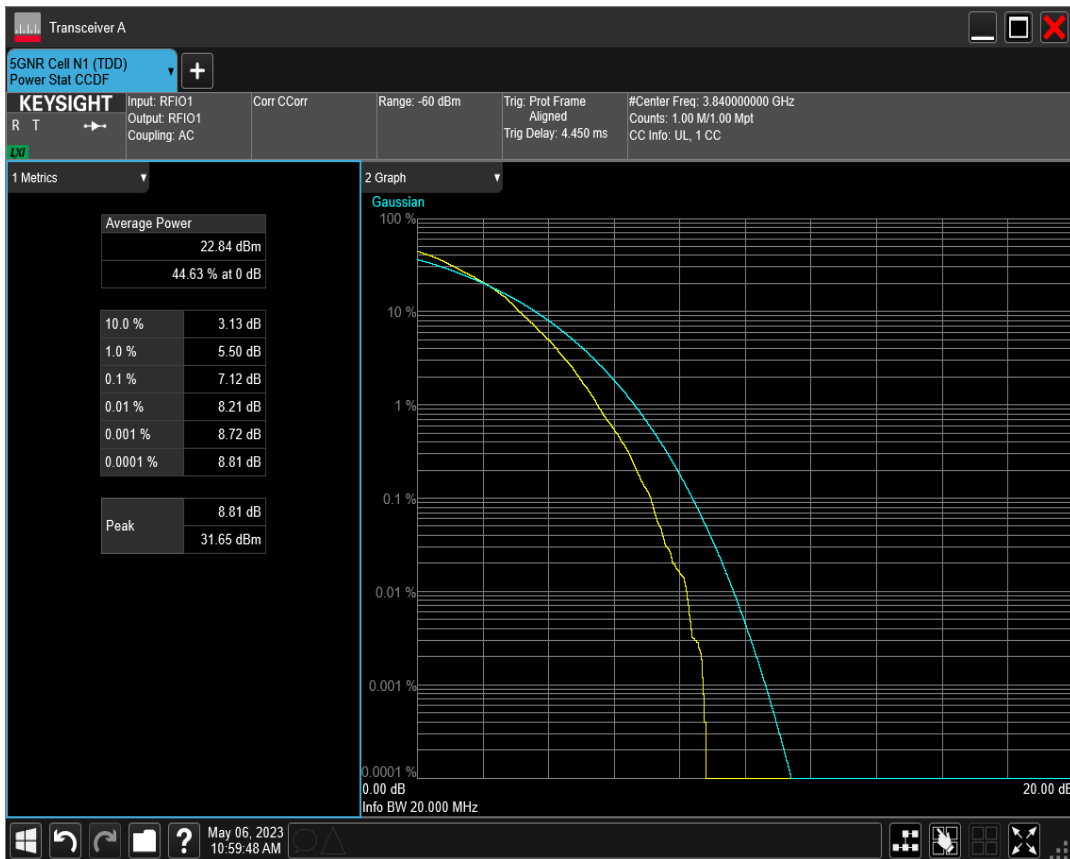 Transceiver A
5GNR Cell N1 (TDD)
Power Stat CCDF
KEYSIGHT
R T
LXI
Input: RFIO1
Output: RFIO1
Coupling: AC
Corr CCorr
Range: -60 dBm
Trig: Prot Frame
Aligned
Trig Delay: 4.450 ms
#Center Freq: 3.840000000 GHz
Counts: 1.00 M/1.00 Mpt
CC Info: UL, 1 CC
1 Metrics
Average Power
22.84 dBm
44.63 % at 0 dB
10.0 % 3.13 dB
1.0 % 5.50 dB
0.1 % 7.12 dB
0.01 % 8.21 dB
0.001 % 8.72 dB
0.0001 % 8.81 dB
Peak
8.81 dB
31.65 dBm
2 Graph
Gaussian
100 %
10 %
1 %
0.1 %
0.01 %
0.001 %
0.0001 %
0.00 dB 20.00 dB
Info BW 20.000 MHz
?
May 06, 2023
10:59:48 AM